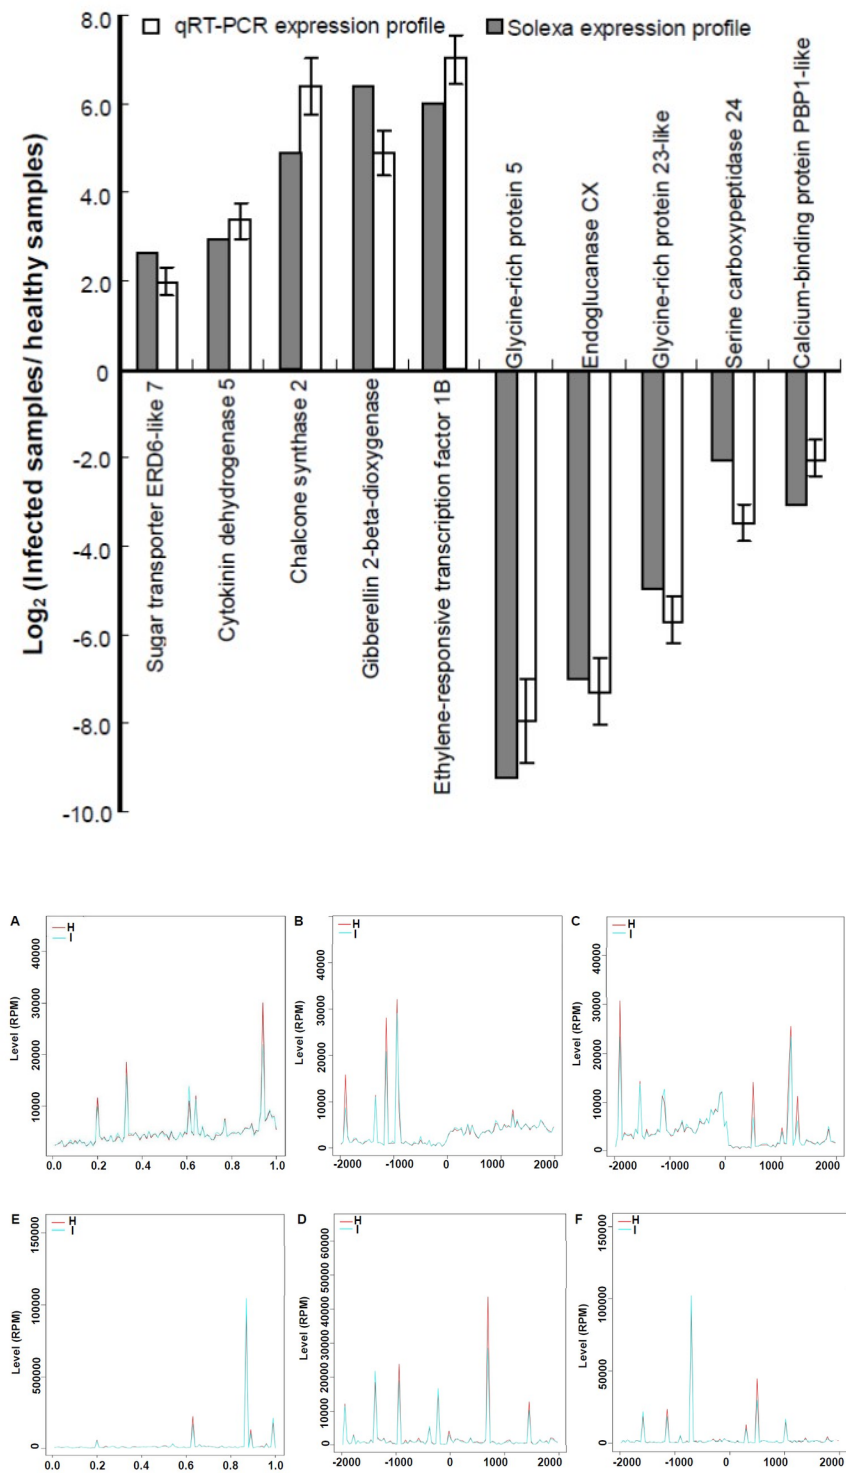 8.0
qRT-PCR expression profile
Solexa expression profile
6.0
4.0
2.0
0
-2.0
-4.0
-6.0
-8.0
-10.0
Log₂ (Infected samples/ healthy samples)
Sugar transporter ERD6-like 7
Cytokinin dehydrogenase 5
Chalcone synthase 2
Gibberellin 2-beta-dioxygenase
Ethylene-responsive transcription factor 1B
Glycine-rich protein 5
Endoglucanase CX
Glycine-rich protein 23-like
Serine carboxypeptidase 24
Calcium-binding protein PBP1-like
A
H
I
Level (RPM)
40000
30000
20000
10000
0.0 0.2 0.4 0.6 0.8 1.0
B
H
I
Level (RPM)
40000
30000
20000
10000
0
-2000 -1000 0 1000 2000
C
H
I
Level (RPM)
40000
30000
20000
10000
0
-2000 -1000 0 1000 2000
E
H
I
Level (RPM)
150000
100000
500000
0
0.0 0.2 0.4 0.6 0.8 1.0
D
H
I
Level (RPM)
60000
50000
40000
30000
20000
10000
0
-2000 -1000 0 1000 2000
F
H
I
Level (RPM)
150000
100000
50000
0
-2000 -1000 0 1000 2000